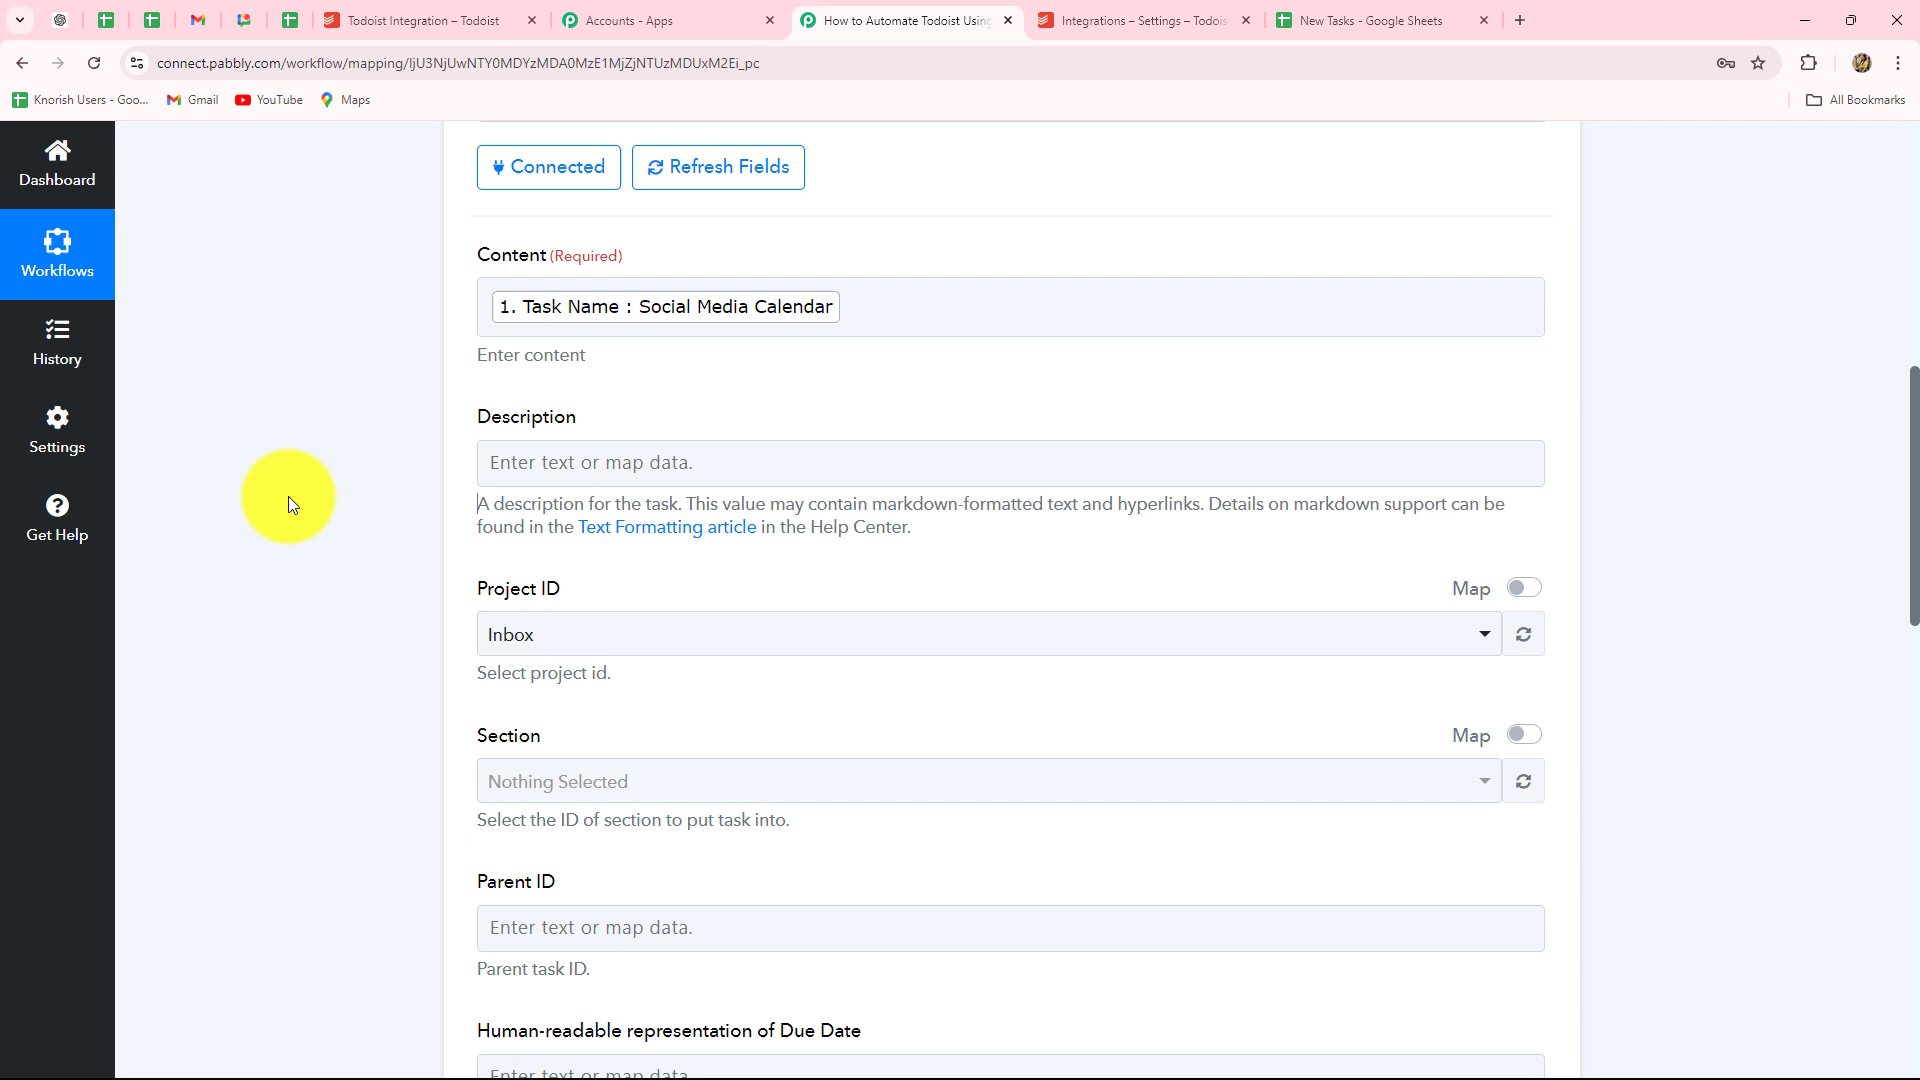 Todoist Integration – Todoist
Accounts - Apps
How to Automate Todoist Using
Integrations – Settings – Todois
New Tasks - Google Sheets
connect.pabbly.com/workflow/mapping/IjU3NjUwNTY0MDYzMDA0MzE1MjZjNTUzMDUxM2Ei_pc
Knorish Users - Goo...
Gmail
YouTube
Maps
All Bookmarks
Dashboard
Workflows
History
Settings
Get Help
Connected
Refresh Fields
Content (Required)
1. Task Name : Social Media Calendar
Enter content
Description
Enter text or map data.
A description for the task. This value may contain markdown-formatted text and hyperlinks. Details on markdown support can be
found in the Text Formatting article in the Help Center.
Project ID
Map
Inbox
Select project id.
Section
Map
Nothing Selected
Select the ID of section to put task into.
Parent ID
Enter text or map data.
Parent task ID.
Human-readable representation of Due Date
Enter text or map data.